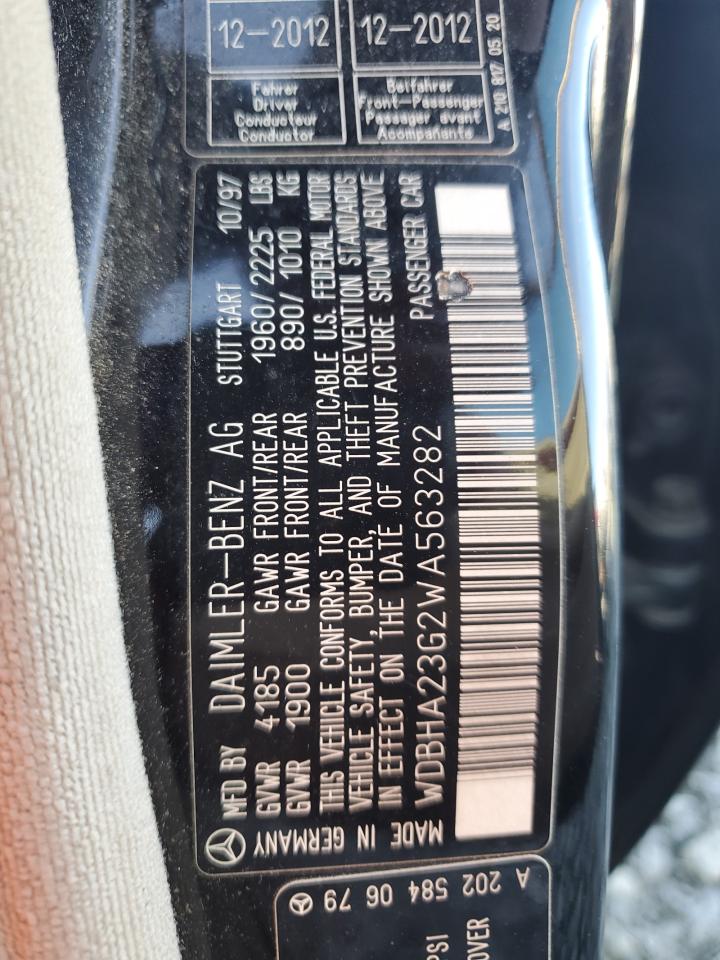 12-2012 12-2012
Fahrer
Driver
Conducteur
Conductor
Beifahrer
Front-Passenger
Passager avant
Acompañante
A 210 817 05 20
MFD BY DAIMLER-BENZ AG STUTTGART 10/97
GVWR 4185 GAWR FRONT/REAR 1960/2225 LBS
GVWR 1900 GAWR FRONT/REAR 890/1010 KG
THIS VEHICLE CONFORMS TO ALL APPLICABLE U.S. FEDERAL MOTOR
VEHICLE SAFETY, BUMPER, AND THEFT PREVENTION STANDARDS
IN EFFECT ON THE DATE OF MANUFACTURE SHOWN ABOVE
WDBHA23G2WA563282 PASSENGER CAR
MADE IN GERMANY
A 202 584 06 79
PSI
OVER